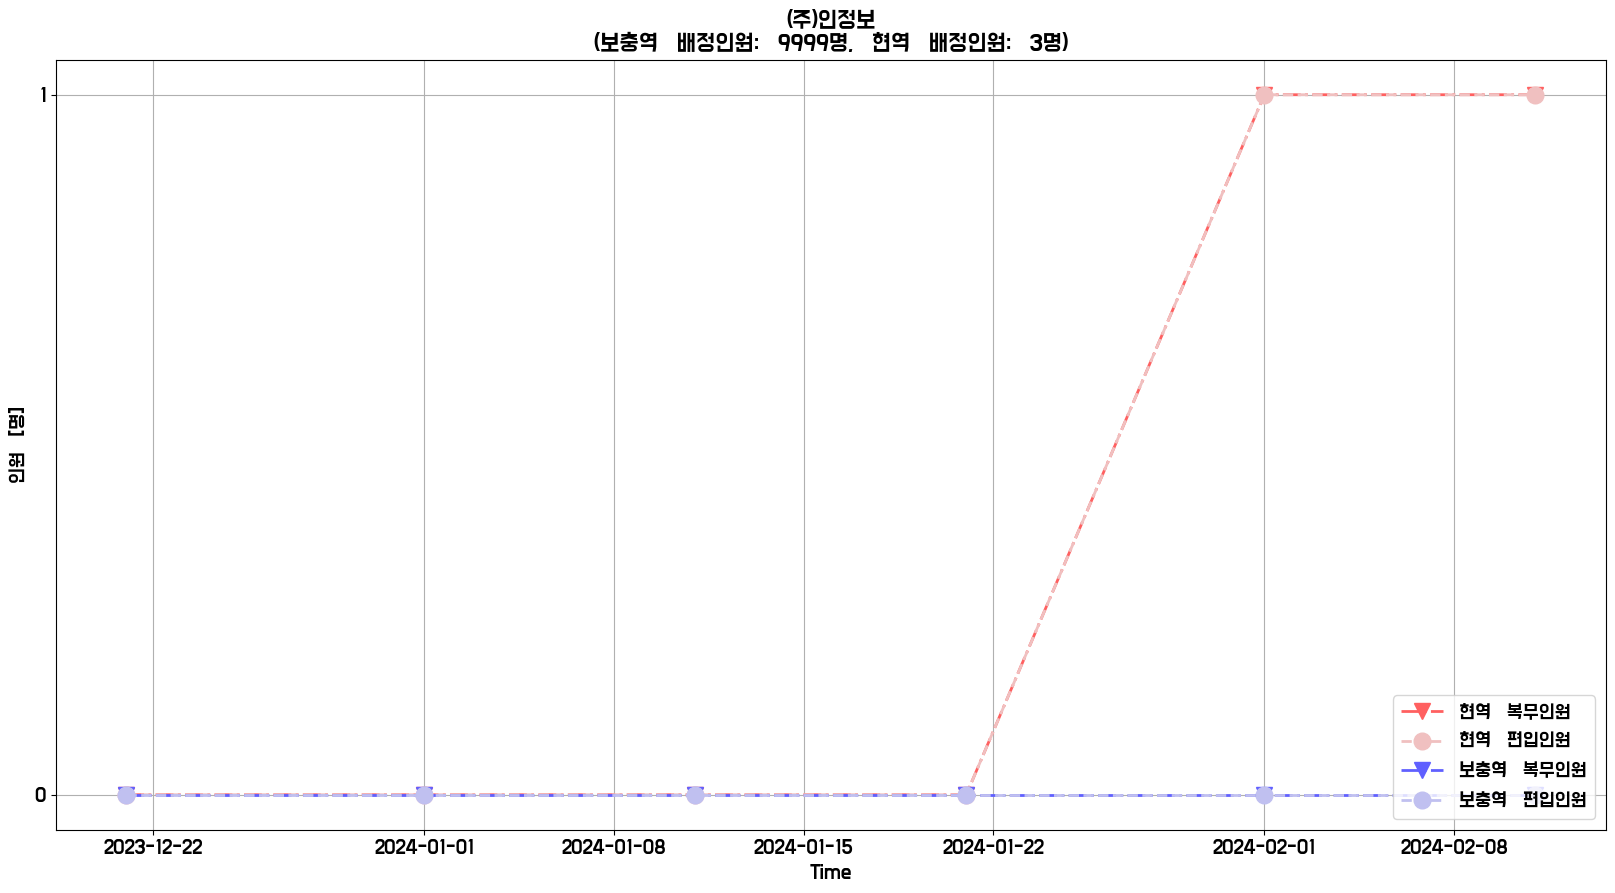 (주)인정보
(보충역 배정인원: 9999명, 현역 배정인원: 3명)
인원 [명]
1
0
2023-12-22
2024-01-01
2024-01-08
2024-01-15
2024-01-22
2024-02-01
2024-02-08
Time
현역 복무인원
현역 편입인원
보충역 복무인원
보충역 편입인원